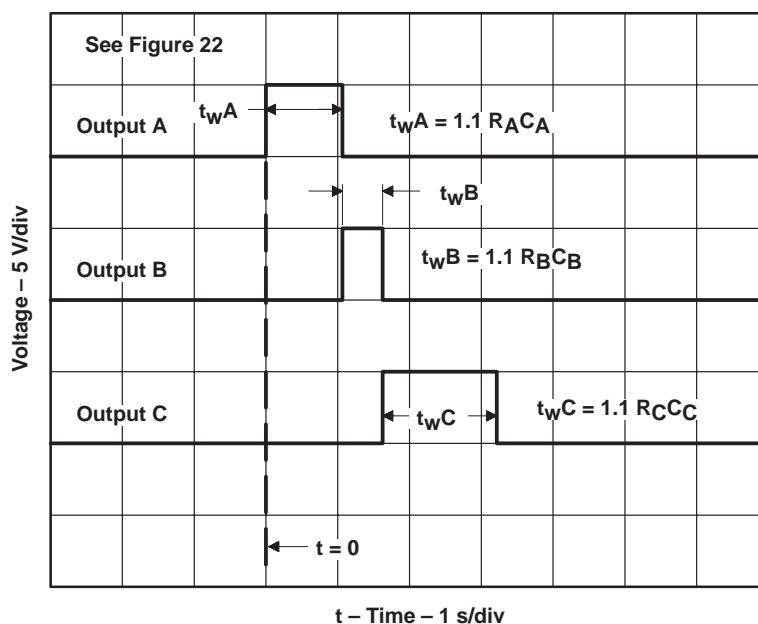 See Figure 22
twA
Output A
twA = 1.1 RACA
twB
Output B
twB = 1.1 RBCB
Output C
twC
twC = 1.1 RCCC
t = 0
Voltage – 5 V/div
t – Time – 1 s/div